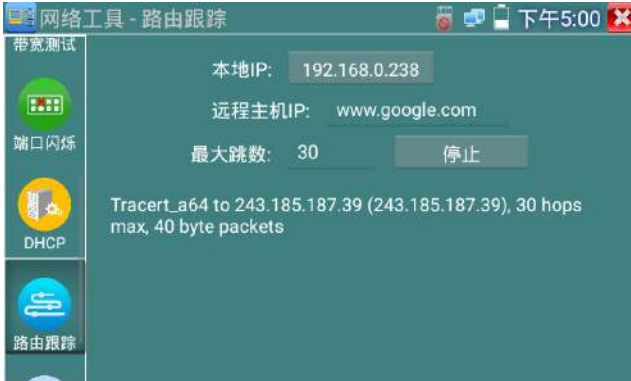 网络工具 - 路由跟踪
下午5:00
带宽测试
端口闪烁
DHCP
路由跟踪
本地IP: 192.168.0.238
远程主机IP: www.google.com
最大跳数: 30 停止
Tracert_a64 to 243.185.187.39 (243.185.187.39), 30 hops
max, 40 byte packets